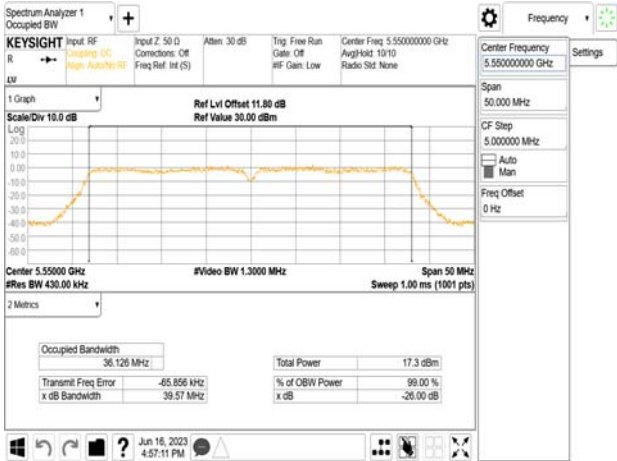 Spectrum Analyzer 1
Occupied BW
+
Frequency
KEYSIGHT
R
Input: RF
Coupling: DC
Align: Auto/No RF
Input Z: 50 Ω
Corrections: Off
Freq Ref: Int (S)
Atten: 30 dB
Trig: Free Run
Gate: Off
#IF Gain: Low
Center Freq: 5.550000000 GHz
Avg|Hold: 10/10
Radio Std: None
Center Frequency
5.550000000 GHz
Settings
Span
50.000 MHz
CF Step
5.000000 MHz
Auto
Man
Freq Offset
0 Hz
1 Graph
Scale/Div 10.0 dB
Ref Lvl Offset 11.80 dB
Ref Value 30.00 dBm
Log
20.0
10.0
0.00
-10.0
-20.0
-30.0
-40.0
-50.0
-60.0
Center 5.55000 GHz
#Res BW 430.00 kHz
#Video BW 1.3000 MHz
Span 50 MHz
Sweep 1.00 ms (1001 pts)
2 Metrics
Occupied Bandwidth
36.126 MHz
Total Power 17.3 dBm
Transmit Freq Error -65.856 kHz
% of OBW Power 99.00 %
x dB Bandwidth 39.57 MHz
x dB -26.00 dB
?
Jun 16, 2023
4:57:11 PM